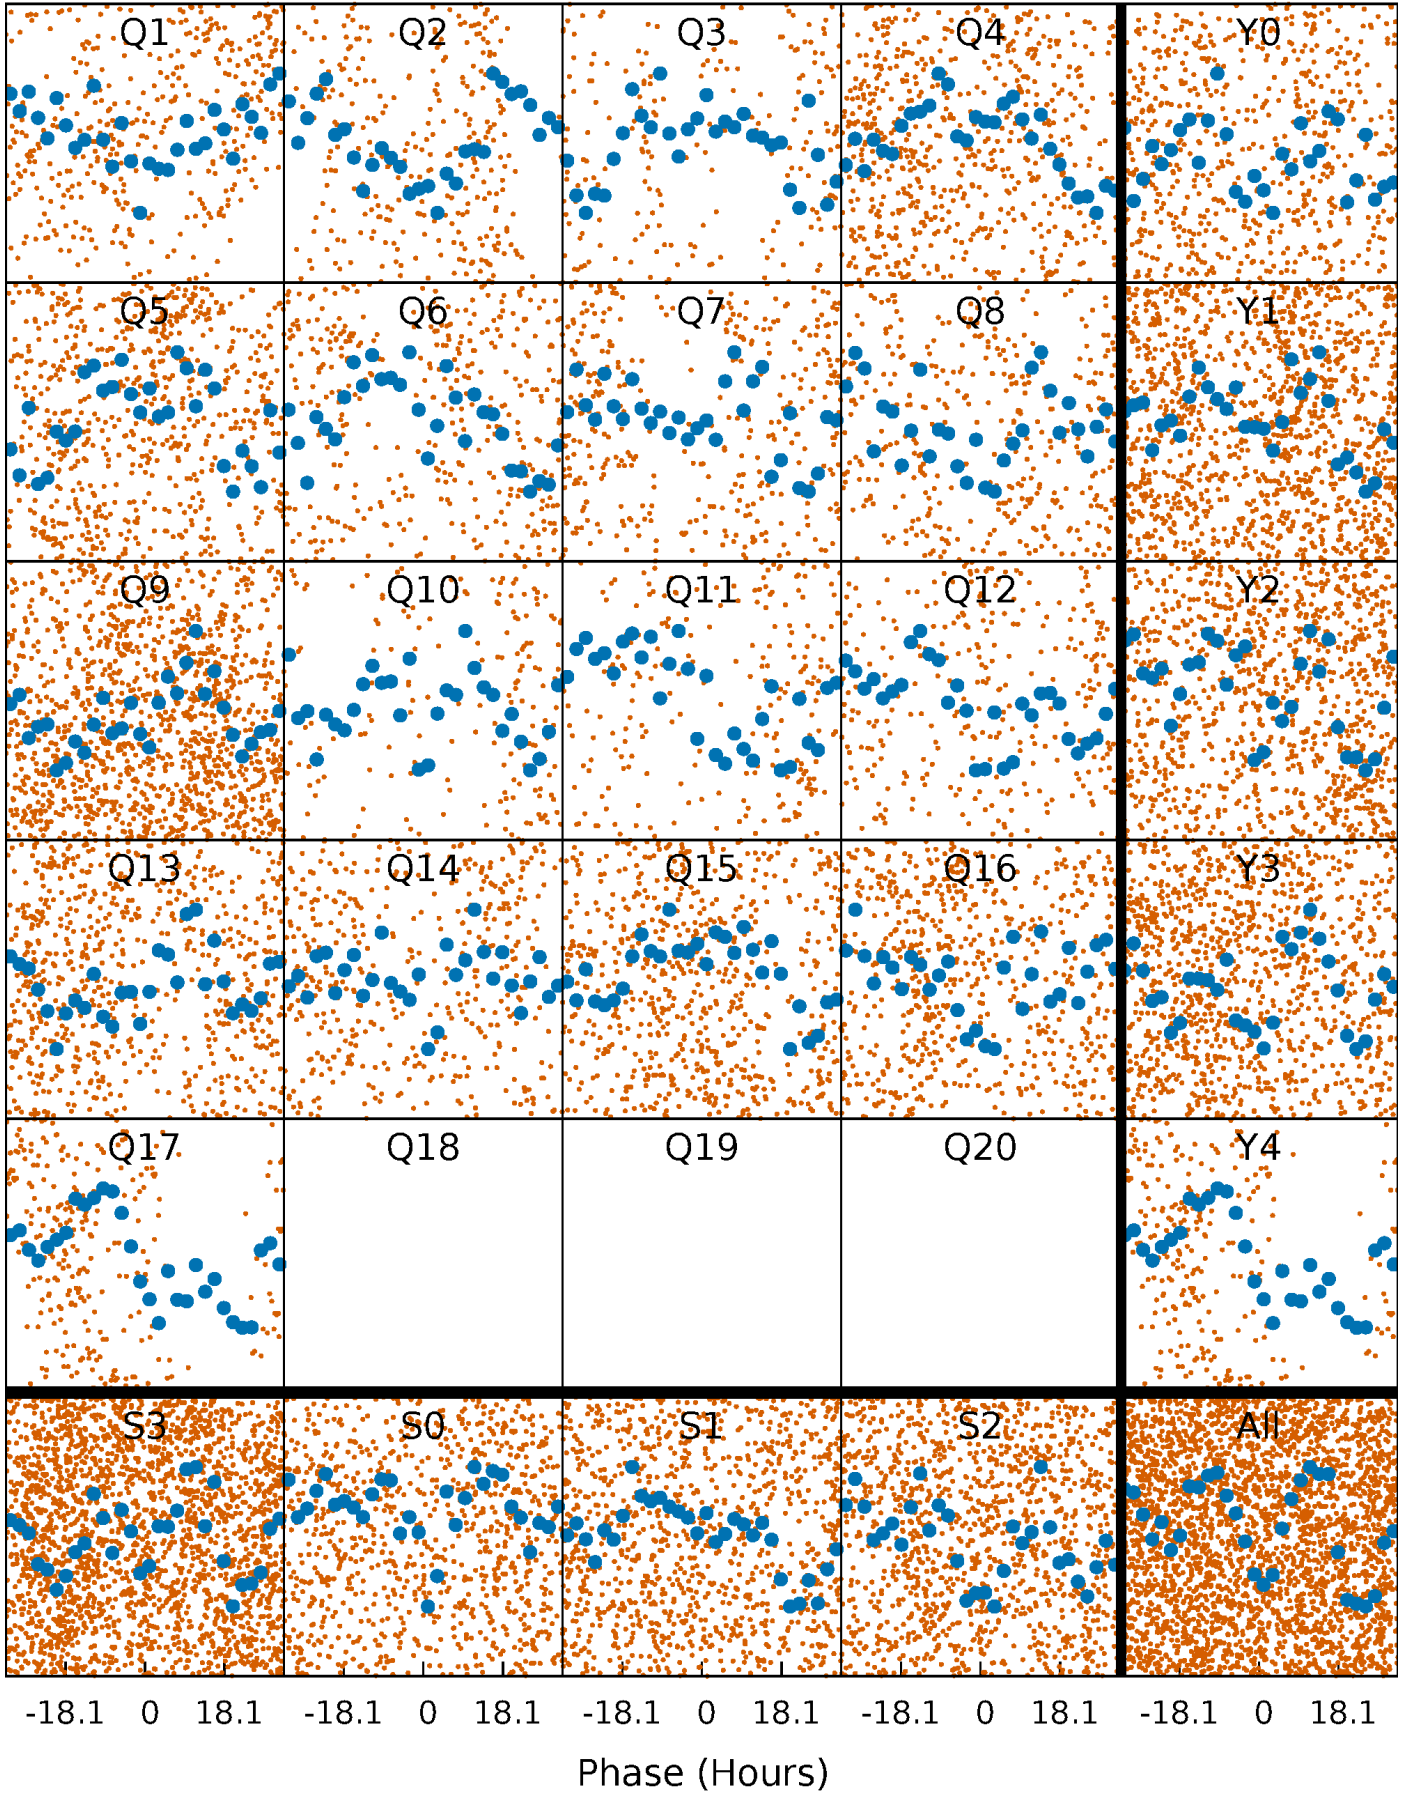 Q1 Q2 Q3 Q4 Y0
Q5 Q6 Q7 Q8 Y1
Q9 Q10 Q11 Q12 Y2
Q13 Q14 Q15 Q16 Y3
Q17 Q18 Q19 Q20 Y4
S3 S0 S1 S2 All
-18.1 0 18.1 -18.1 0 18.1 -18.1 0 18.1 -18.1 0 18.1 -18.1 0 18.1
Phase (Hours)